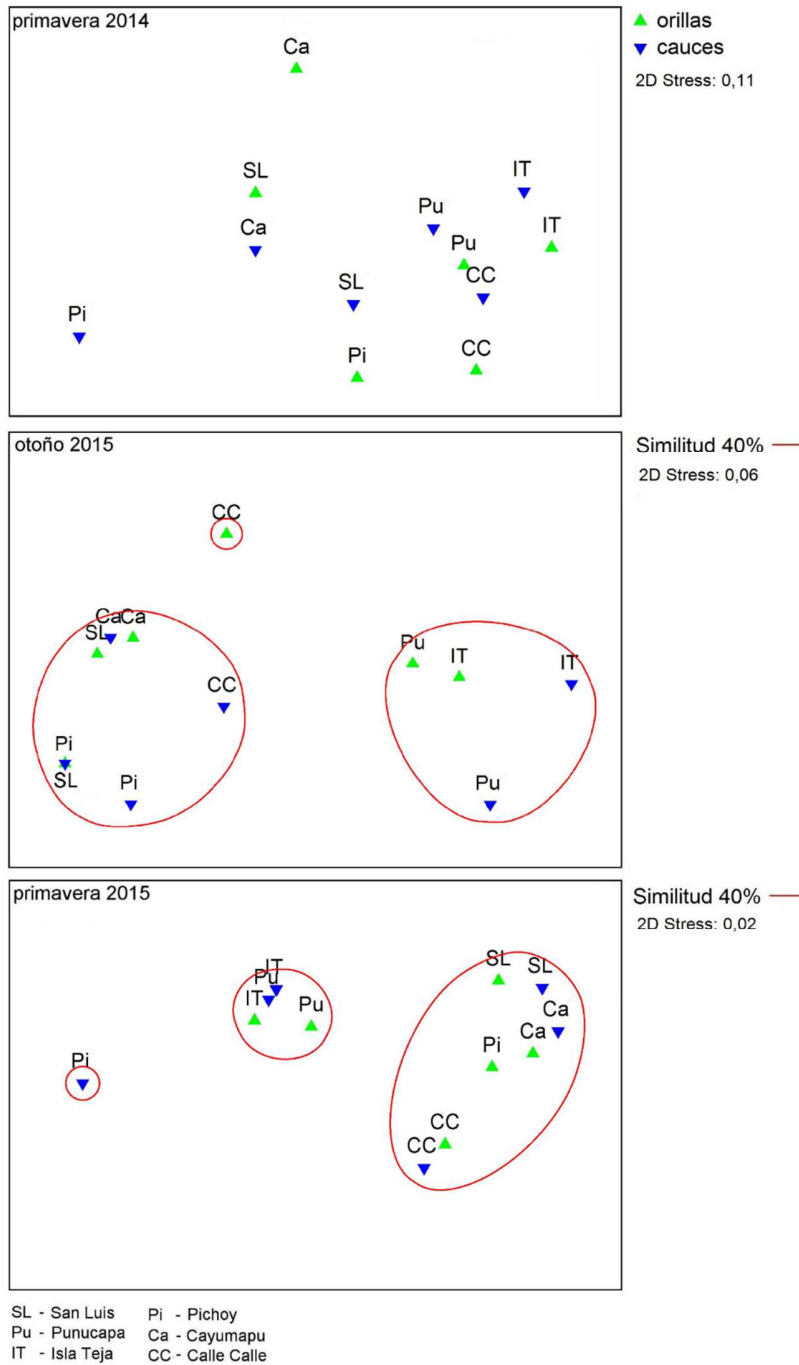 primavera 2014
orillas
cauces
2D Stress: 0,11
Ca
SL
IT
Ca
Pu
IT
Pu
SL
CC
Pi
Pi
CC
otoño 2015
Similitud 40%
2D Stress: 0,06
CC
Ca Ca
SL
Pu
IT
IT
CC
Pi
SL
Pi
Pu
primavera 2015
Similitud 40%
2D Stress: 0,02
IT
Pu
IT
Pu
SL
SL
Ca
Ca
Pi
Pi
CC
CC
SL - San Luis
Pu - Punucapa
IT - Isla Teja
Pi - Pichoy
Ca - Cayumapu
CC - Calle Calle